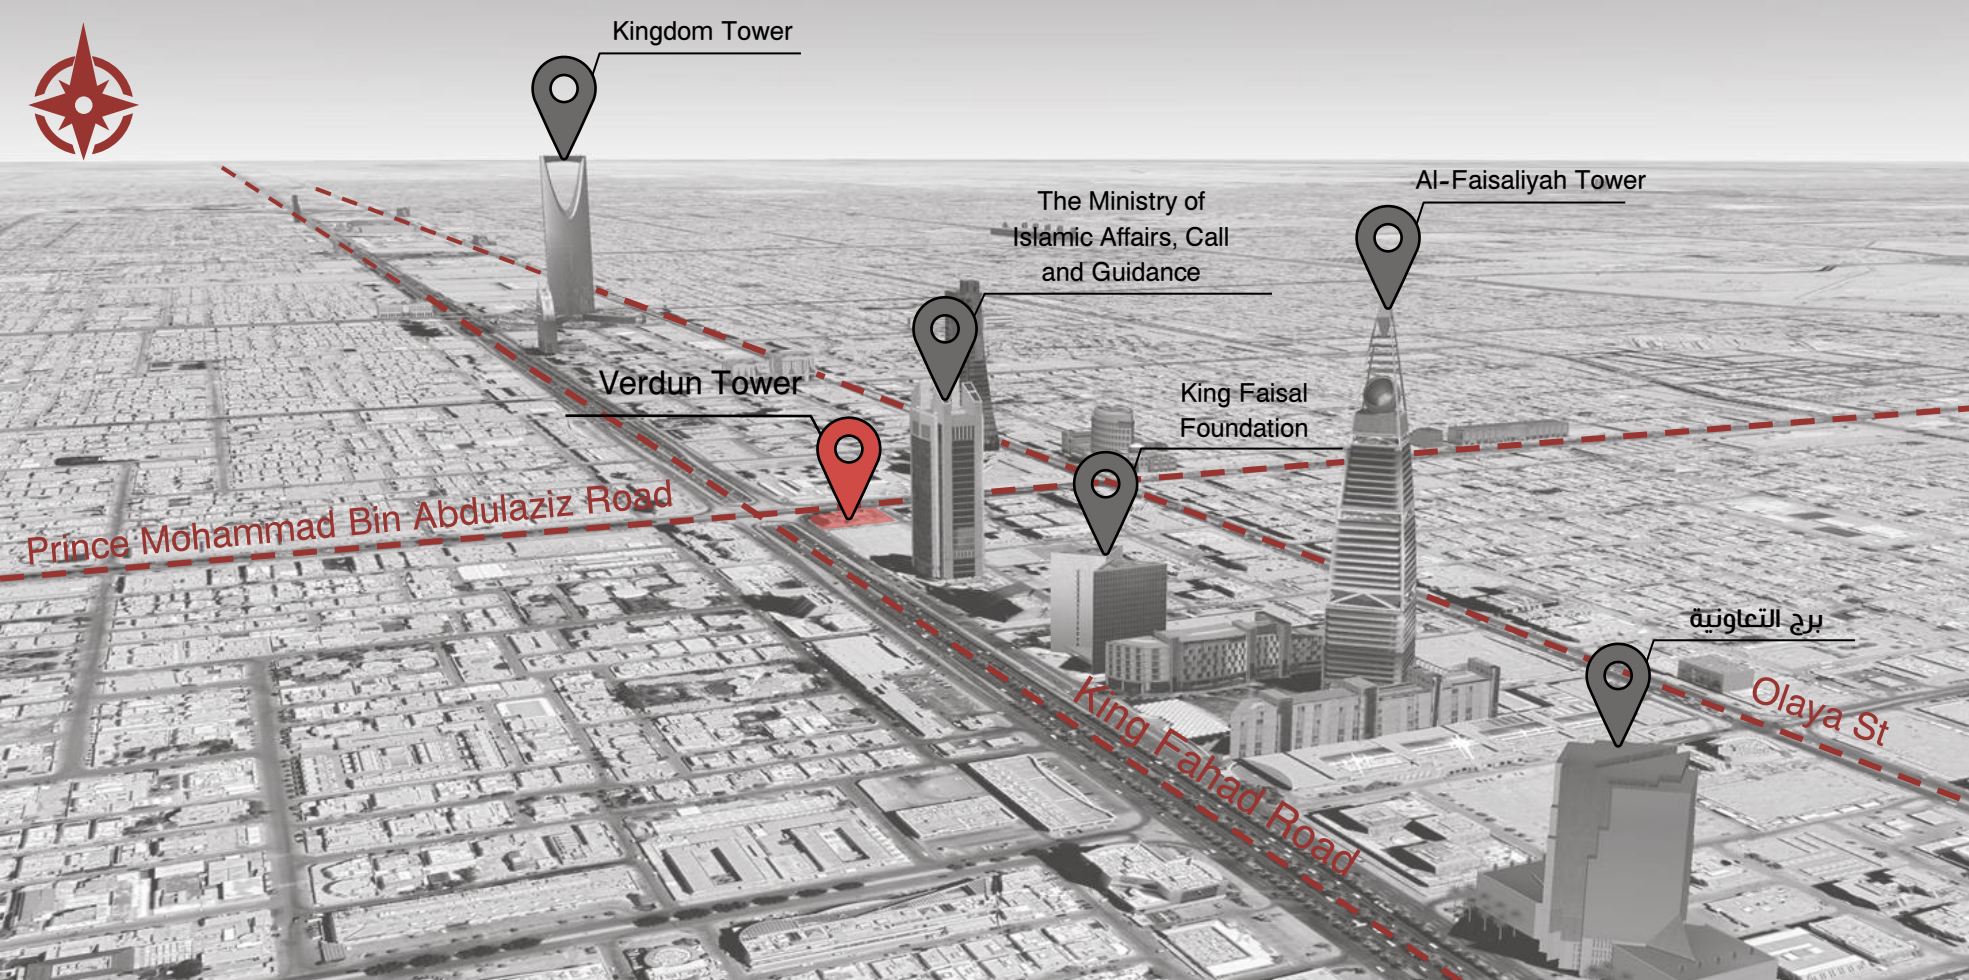 Kingdom Tower
Al-Faisaliyah Tower
The Ministry of
Islamic Affairs, Call
and Guidance
Verdun Tower
King Faisal
Foundation
Prince Mohammad Bin Abdulaziz Road
برج التعاونية
Olaya St
King Fahad Road